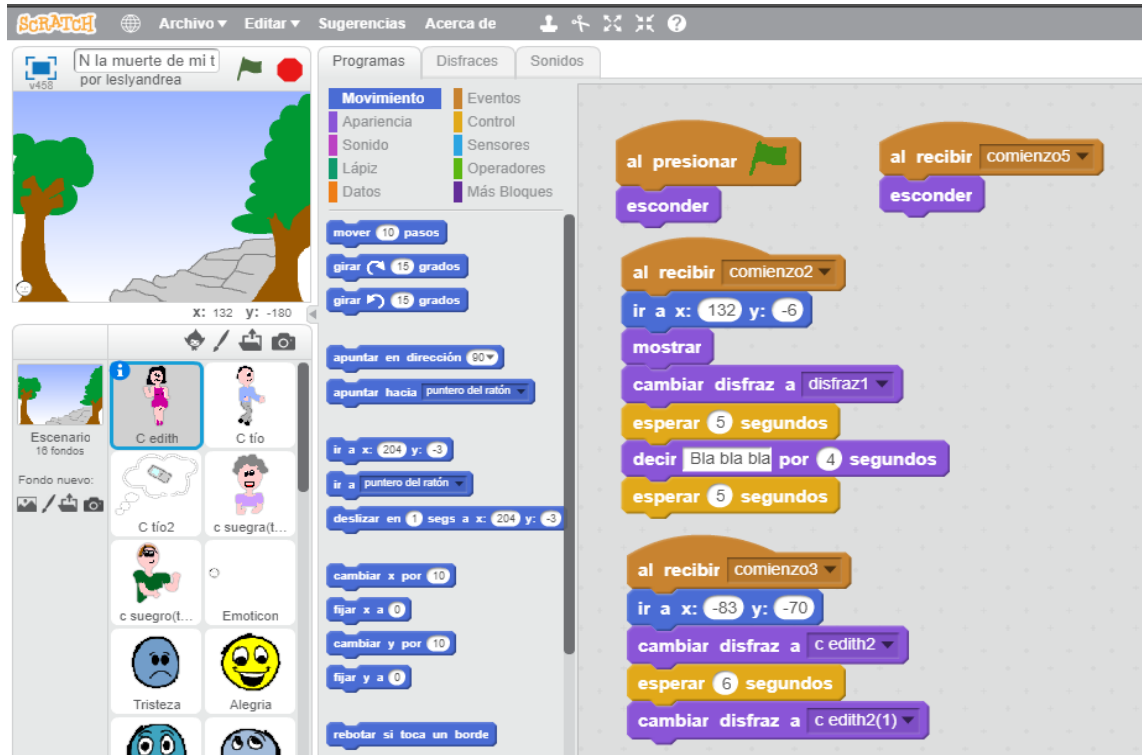 SCRATCH Archivo Editar Sugerencias Acerca de
N la muerte de mi t
por leslyandrea
v458
x: 132 y: -180
Escenario
16 fondos
Fondo nuevo:
C edith
C tío
C tío2
c suegra(t...
c suegro(t...
Emoticon
Tristeza
Alegria
Programas Disfraces Sonidos
Movimiento Eventos
Apariencia Control
Sonido Sensores
Lápiz Operadores
Datos Más Bloques
mover 10 pasos
girar 15 grados
girar 15 grados
apuntar en dirección 90
apuntar hacia puntero del ratón
ir a x: 204 y: -3
ir a puntero del ratón
deslizar en 1 segs a x: 204 y: -3
cambiar x por 10
fijar x a 0
cambiar y por 10
fijar y a 0
rebotar si toca un borde
al presionar
esconder
al recibir comienzo5
esconder
al recibir comienzo2
ir a x: 132 y: -6
mostrar
cambiar disfraz a disfraz1
esperar 5 segundos
decir Bla bla bla por 4 segundos
esperar 5 segundos
al recibir comienzo3
ir a x: -83 y: -70
cambiar disfraz a c edith2
esperar 6 segundos
cambiar disfraz a c edith2(1)